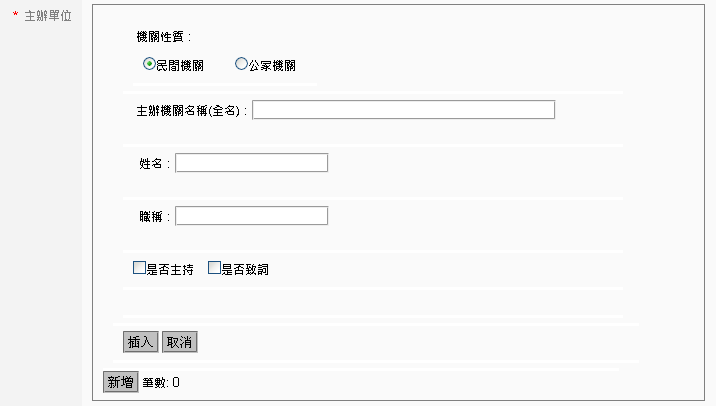 * 主辦單位
機關性質：
民間機關 公家機關
主辦機關名稱(全名)：
姓名：
職稱：
是否主持 是否致詞
插入 取消
新增 筆數: 0